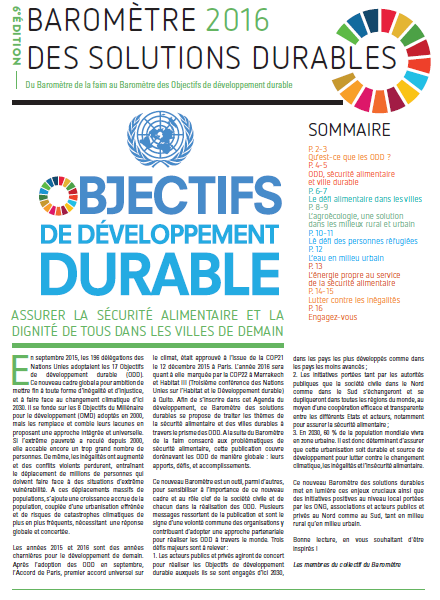 6e ÉDITION
BAROMÈTRE 2016
DES SOLUTIONS DURABLES
Du Baromètre de la faim au Baromètre des Objectifs de développement durable
OBJECTIFS
DE DÉVELOPPEMENT
DURABLE
ASSURER LA SÉCURITÉ ALIMENTAIRE ET LA
DIGNITÉ DE TOUS DANS LES VILLES DE DEMAIN
SOMMAIRE
P. 2-3
Qu'est-ce que les ODD ?
P. 4-5
ODD, sécurité alimentaire
et ville durable
P. 6-7
Le défi alimentaire dans les villes
P. 8-9
L'agroécologie, une solution
dans les milieux rural et urbain
P. 10-11
Le défi des personnes réfugiées
P. 12
L'eau en milieu urbain
P. 13
L'énergie propre au service
de la sécurité alimentaire
P. 14-15
Lutter contre les inégalités
P. 16
Engagez-vous
En septembre 2015, les 196 délégations des
Nations Unies adoptaient les 17 Objectifs
de développement durable (ODD).
Ce nouveau cadre global a pour ambition de
mettre fin à toute forme d'inégalité et d'injustice,
et à faire face au changement climatique d'ici
2030. Il se fonde sur les 8 Objectifs du Millénaire
pour le développement (OMD) adoptés en 2000,
mais les remplace et comble leurs lacunes en
proposant une approche intégrée et universelle.
Si l'extrême pauvreté a reculé depuis 2000,
elle accable encore un trop grand nombre de
personnes. De même, les inégalités ont augmenté
et des conflits violents perdurent, entraînant
le déplacement de millions de personnes qui
doivent faire face à des situations d'extrême
vulnérabilité. A ces déplacements massifs de
populations, s'ajoute une croissance accrue de la
population, couplée d'une urbanisation effrénée
et de risques de catastrophes climatiques de
plus en plus fréquents, nécessitant une réponse
globale et concertée.
Les années 2015 et 2016 sont des années
charnières pour le développement de demain.
Après l'adoption des ODD en septembre,
l'Accord de Paris, premier accord universel sur
le climat, était approuvé à l'issue de la COP21
le 12 décembre 2015 à Paris. L'année 2016 sera
quant à elle marquée par la COP22 à Marrakech
et Habitat III (Troisième conférence des Nations
Unies sur l'Habitat et le Développement durable)
à Quito. Afin de s'inscrire dans cet Agenda du
développement, ce Baromètre des solutions
durables se propose de traiter les thèmes de
la sécurité alimentaire et des villes durables à
travers le prisme des ODD. A la suite du Baromètre
de la faim consacré aux problématiques de
sécurité alimentaire, cette publication couvre
dorénavant les ODD de manière globale : leurs
apports, défis, et accomplissements.
Ce nouveau Baromètre est un outil, parmi d'autres,
pour sensibiliser à l'importance de ce nouveau
cadre et au rôle clef de la société civile et de
chacun dans la réalisation des ODD. Plusieurs
messages ressortent de la publication et sont le
signe d'une volonté commune des organisations y
contribuant d'adopter une approche partenariale
pour réaliser les ODD à travers le monde. Trois
défis majeurs sont à relever :
1. Les acteurs publics et privés agiront de concert
pour réaliser les Objectifs de développement
durable auxquels ils se sont engagés d'ici 2030,
dans les pays les plus développés comme dans
les pays les moins avancés ;
2. Les initiatives portées tant par les autorités
publiques que la société civile dans le Nord
comme dans le Sud s'échangeront et se
dupliqueront dans toutes les régions du monde, au
moyen d'une coopération efficace et transparente
entre les différents Etats et acteurs, notamment
pour assurer la sécurité alimentaire ;
3. En 2030, 60 % de la population mondiale vivra
en zone urbaine. Il est donc déterminant d'assurer
que cette urbanisation soit durable et source de
développement pour lutter contre le changement
climatique, les inégalités et l'insécurité alimentaire.
Ce nouveau Baromètre des solutions durables
met en lumière ces enjeux cruciaux ainsi que
des initiatives positives au niveau local portées
par les ONG, associations et acteurs publics et
privés au Nord comme au Sud, tant en milieu
rural qu'en milieu urbain.
Bonne lecture, en vous souhaitant d'être
inspirés !
Les membres du collectif du Baromètre